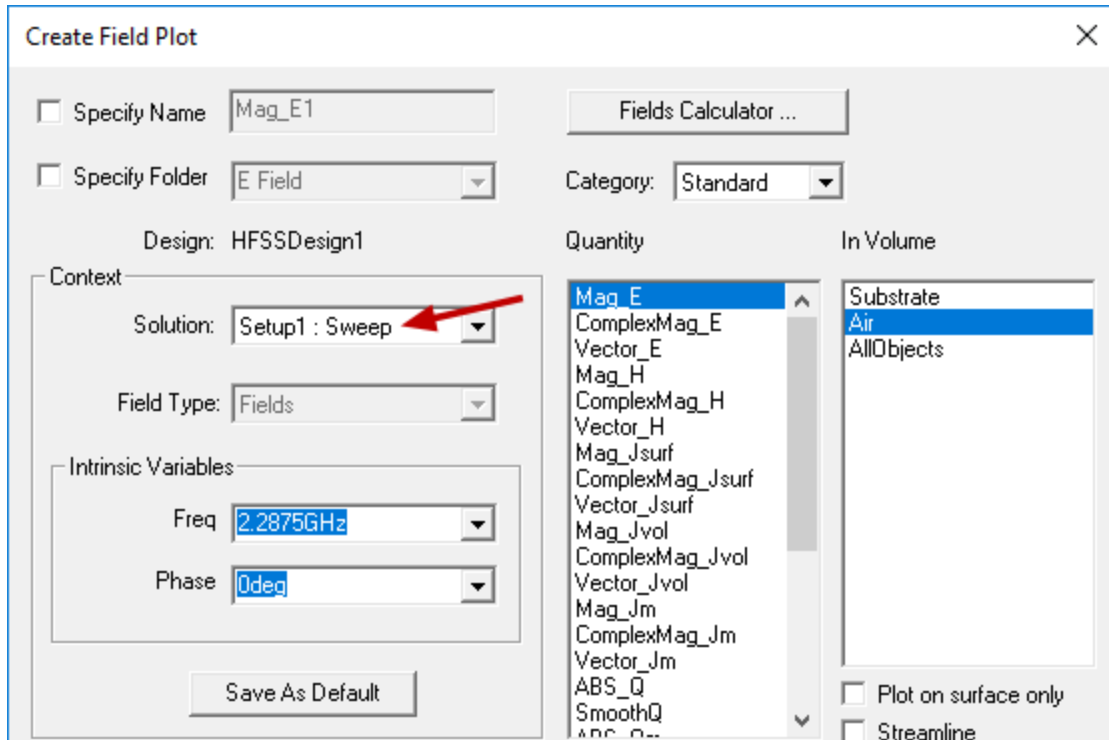 Create Field Plot
Specify Name
Mag_E1
Fields Calculator ...
Specify Folder
E Field
Category:
Standard
Design:
HFSSDesign1
Quantity
In Volume
Context
Solution:
Setup1 : Sweep
Field Type:
Fields
Intrinsic Variables
Freq
2.2875GHz
Phase
0deg
Save As Default
Mag_E
ComplexMag_E
Vector_E
Mag_H
ComplexMag_H
Vector_H
Mag_Jsurf
ComplexMag_Jsurf
Vector_Jsurf
Mag_Jvol
ComplexMag_Jvol
Vector_Jvol
Mag_Jm
ComplexMag_Jm
Vector_Jm
ABS_Q
SmoothQ
Substrate
Air
AllObjects
Plot on surface only
Streamline